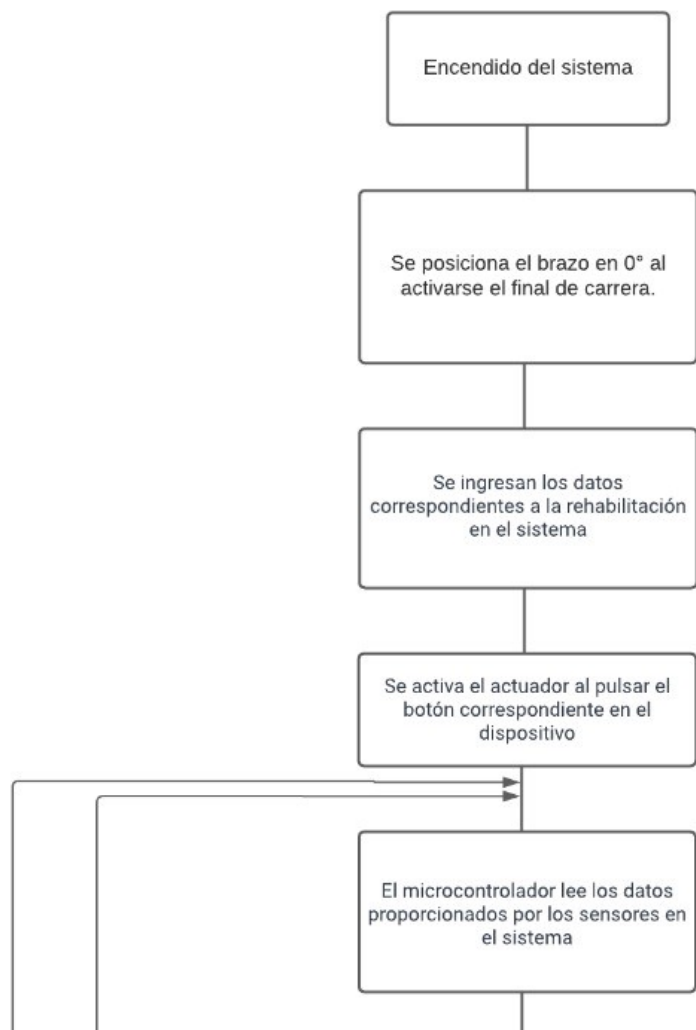 Encendido del sistema
Se posiciona el brazo en 0° al
activarse el final de carrera.
Se ingresan los datos
correspondientes a la rehabilitación
en el sistema
Se activa el actuador al pulsar el
botón correspondiente en el
dispositivo
El microcontrolador lee los datos
proporcionados por los sensores en
el sistema